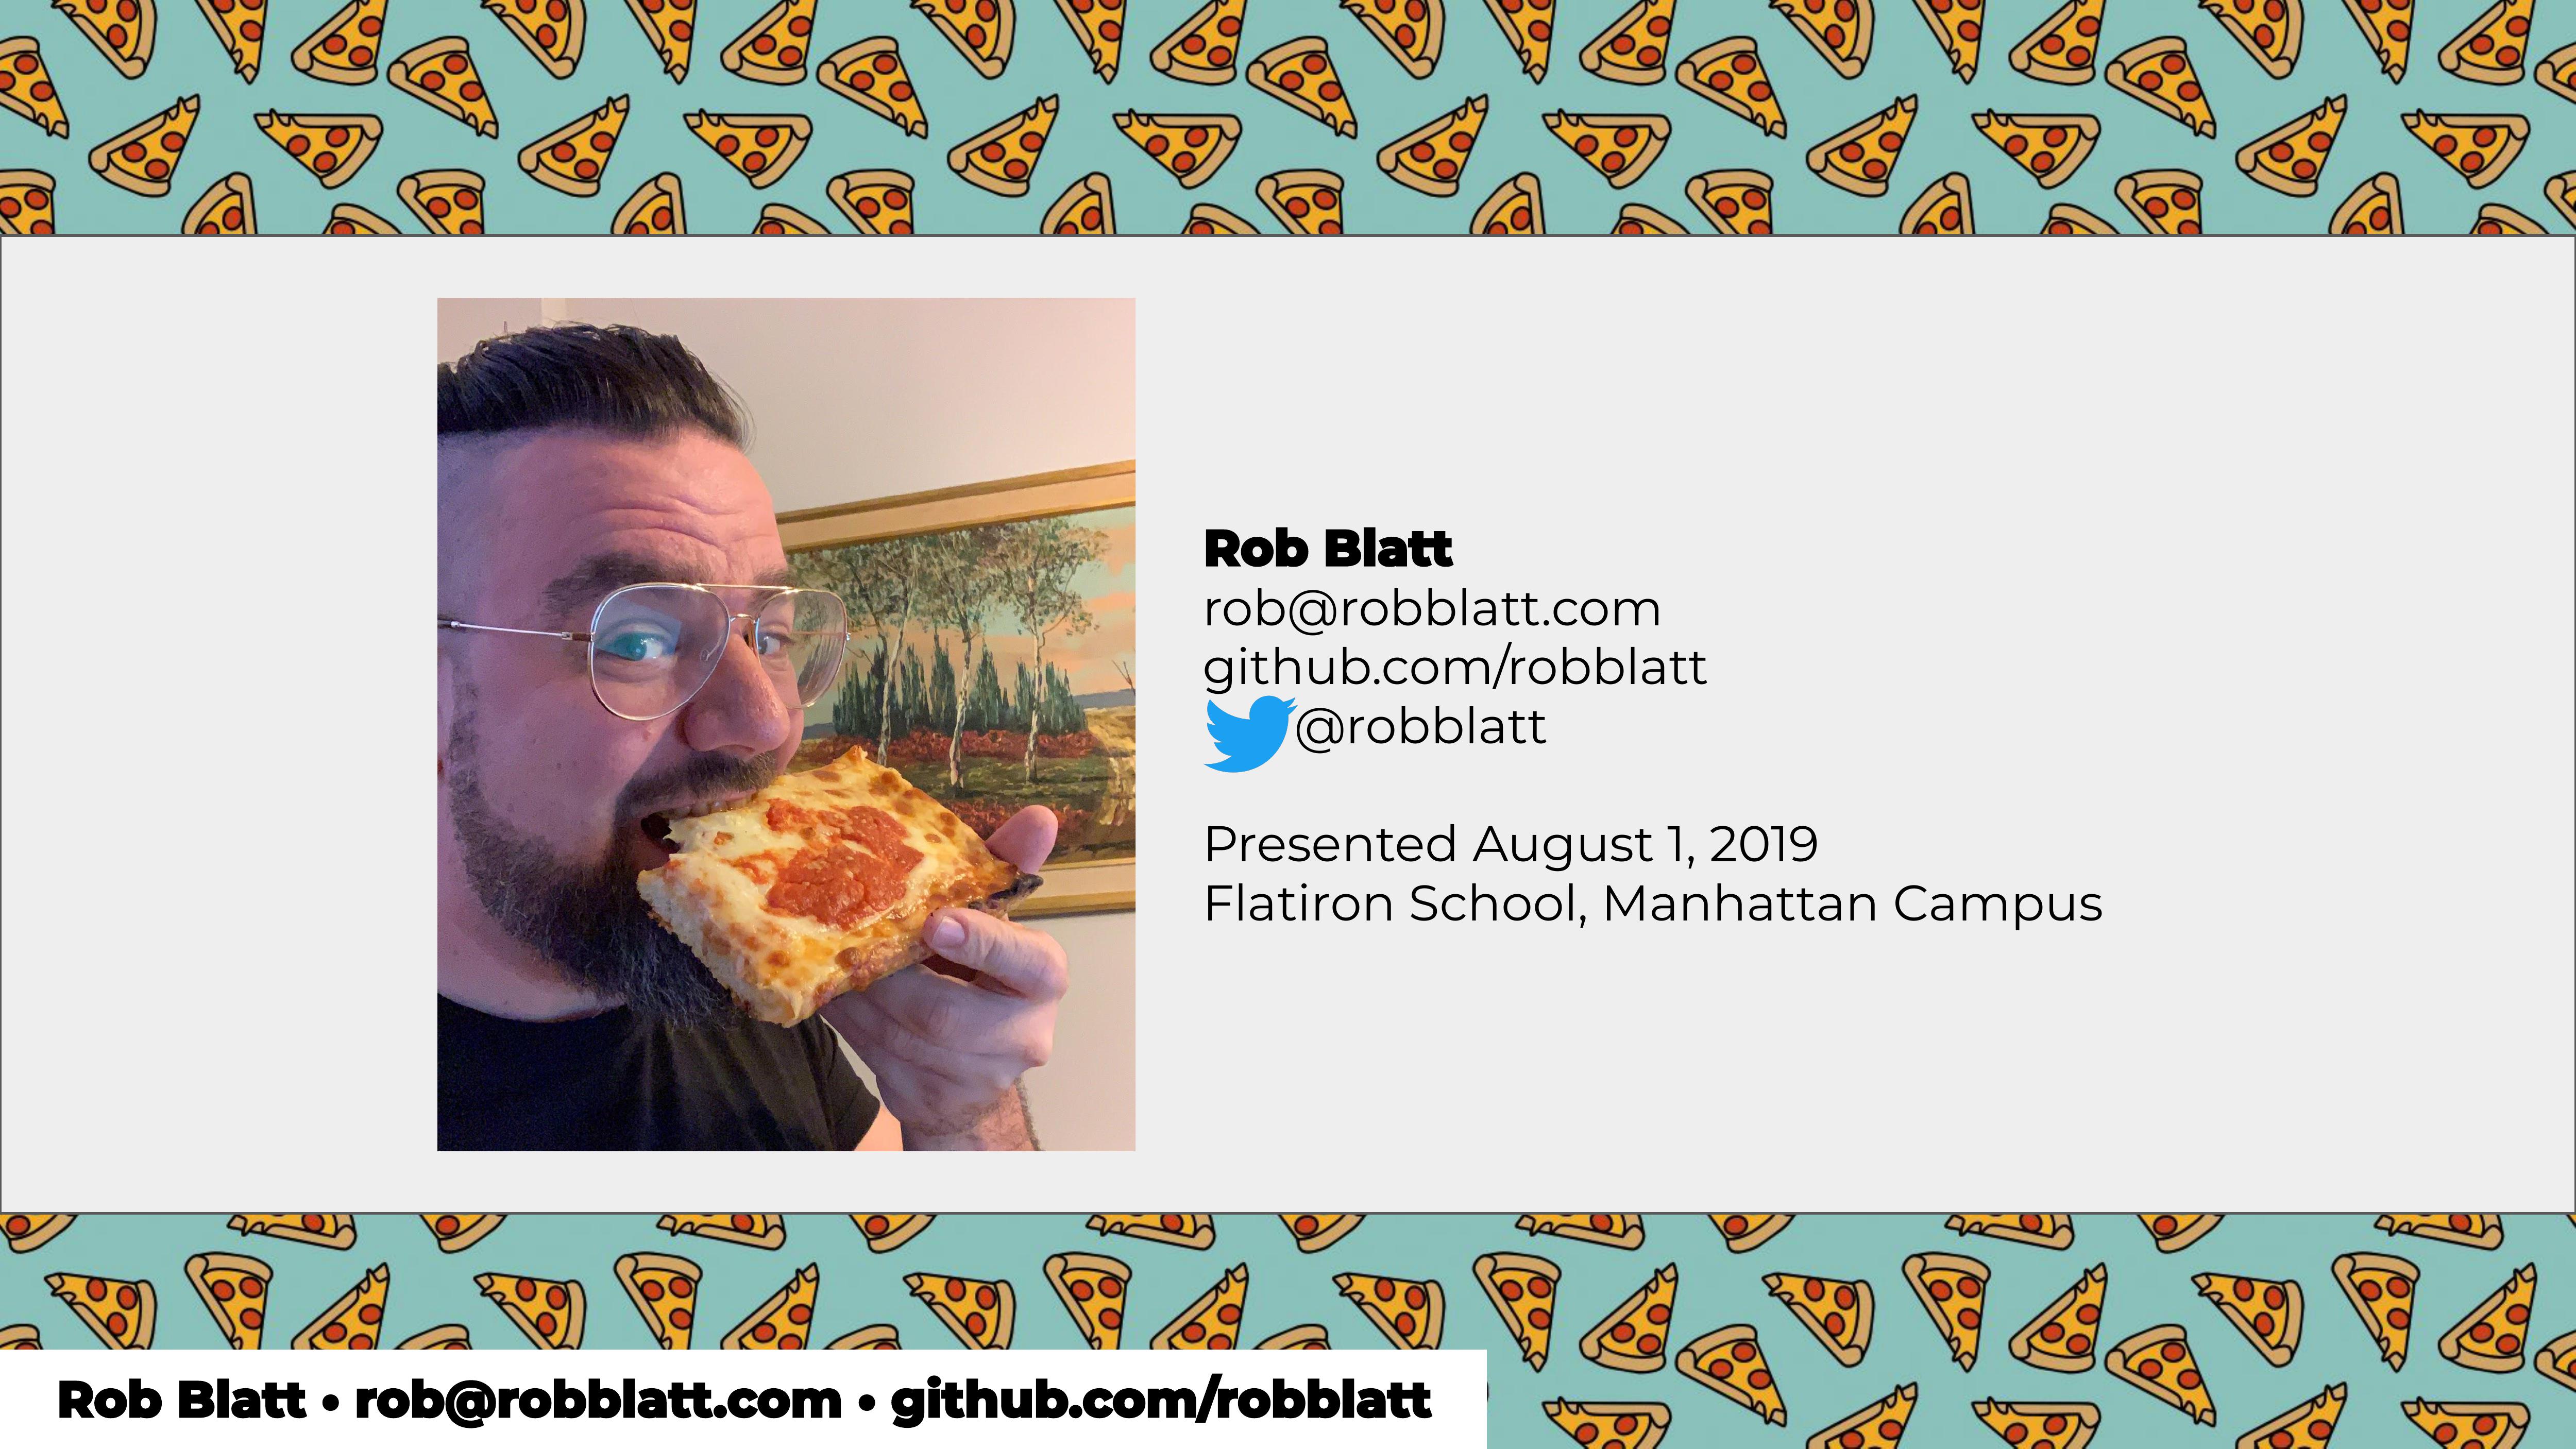 Rob Blatt
rob@robblatt.com
github.com/robblatt
@robblatt
Presented August 1, 2019
Flatiron School, Manhattan Campus
Rob Blatt • rob@robblatt.com • github.com/robblatt